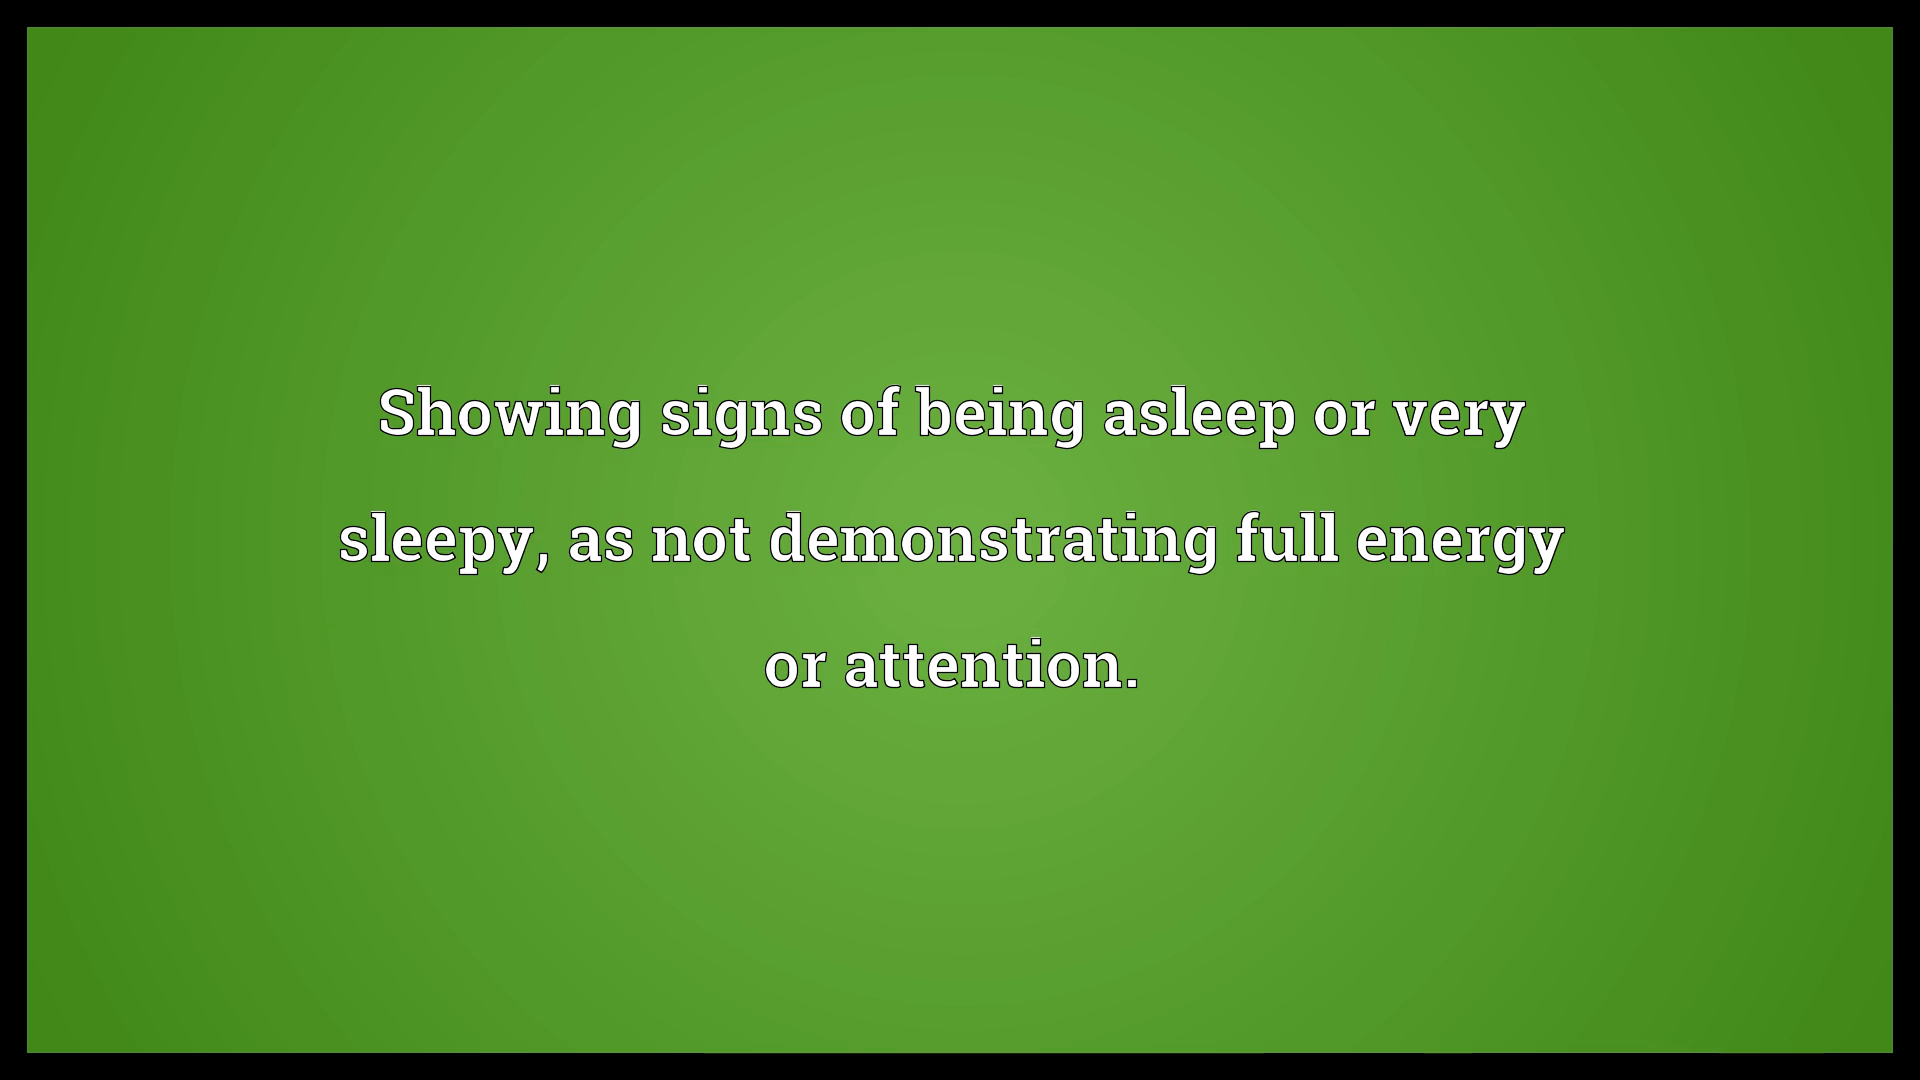 Showing signs of being asleep or very
sleepy, as not demonstrating full energy
or attention.